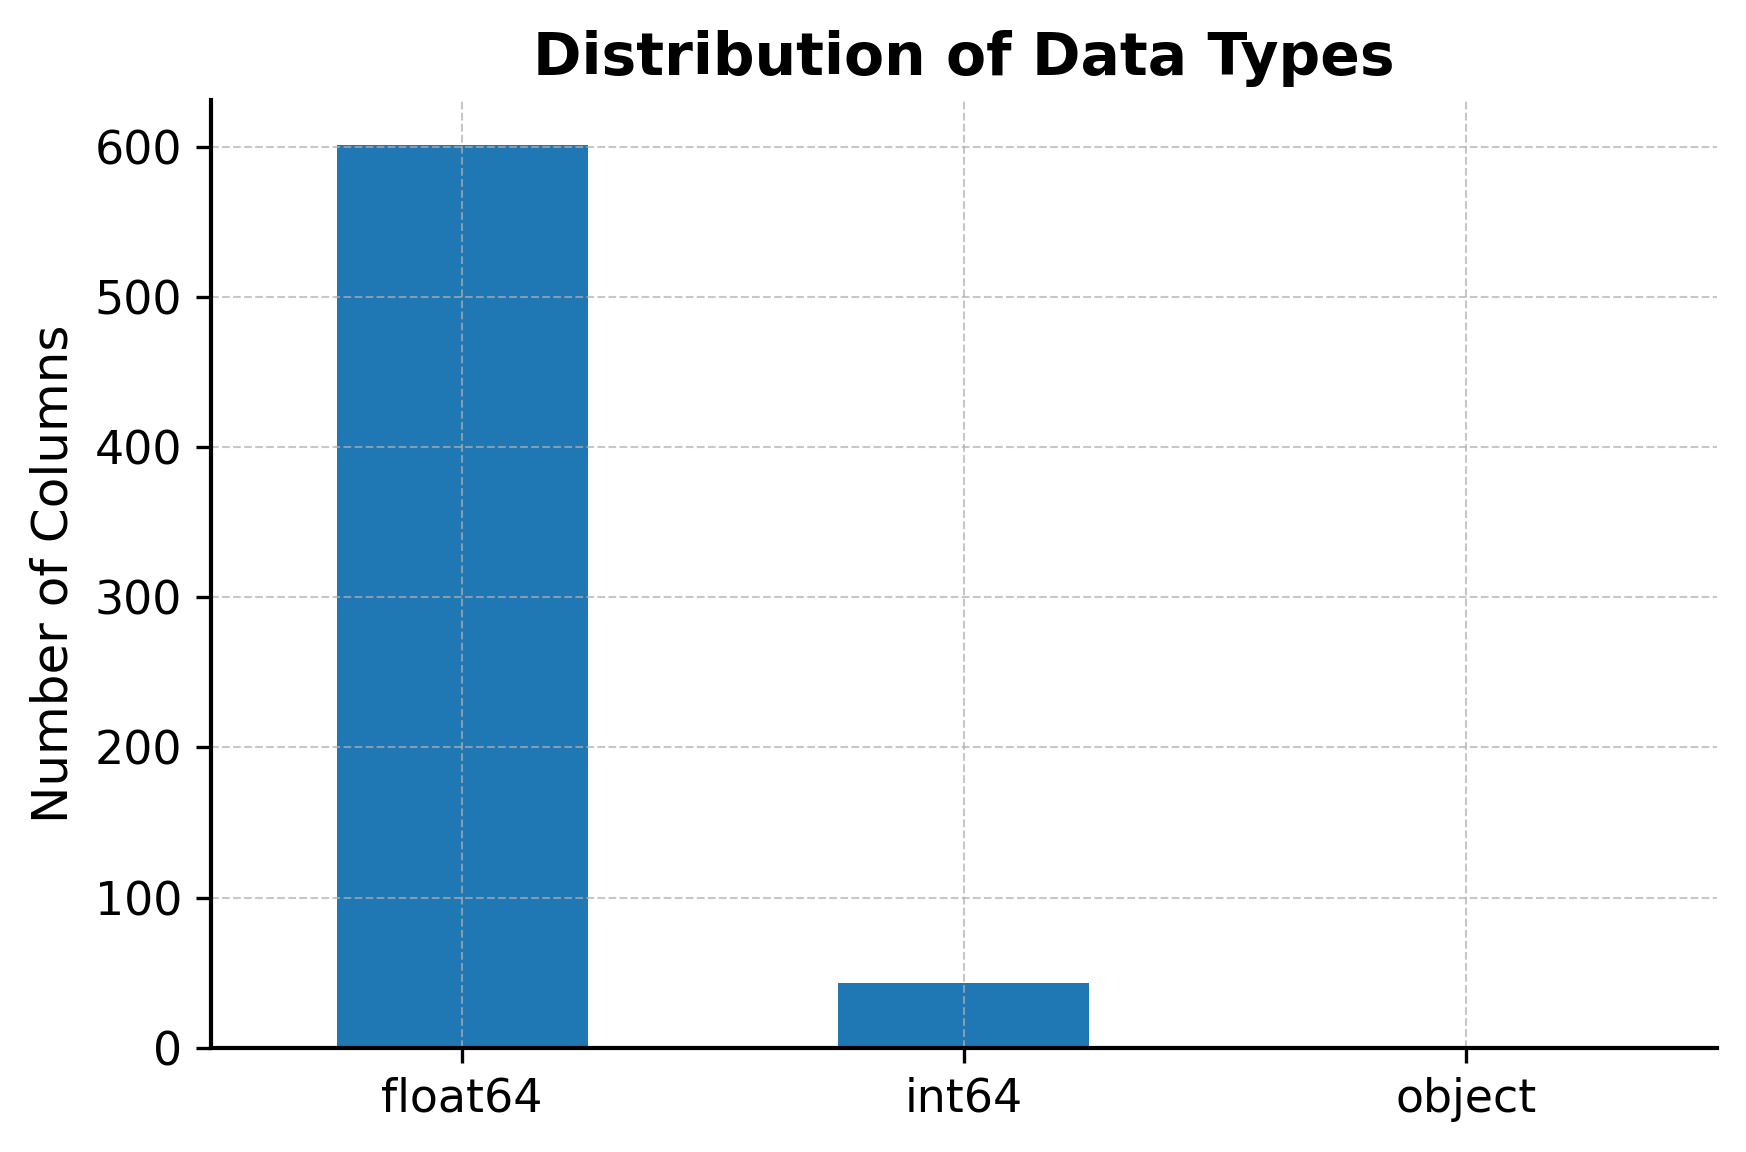 Distribution of Data Types
Number of Columns
600
500
400
300
200
100
0
float64
int64
object